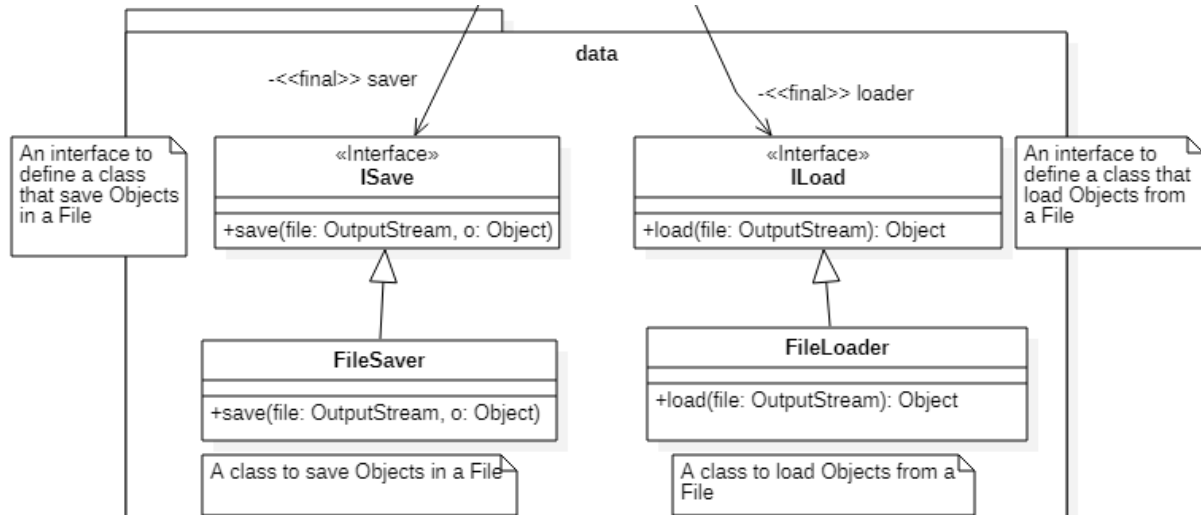 data
-<<final>> saver
-<<final>> loader
An interface to
define a class
that save Objects
in a File
«Interface»
ISave
+save(file: OutputStream, o: Object)
«Interface»
ILoad
+load(file: OutputStream): Object
An interface to
define a class that
load Objects from
a File
FileSaver
+save(file: OutputStream, o: Object)
FileLoader
+load(file: OutputStream): Object
A class to save Objects in a File
A class to load Objects from a
File